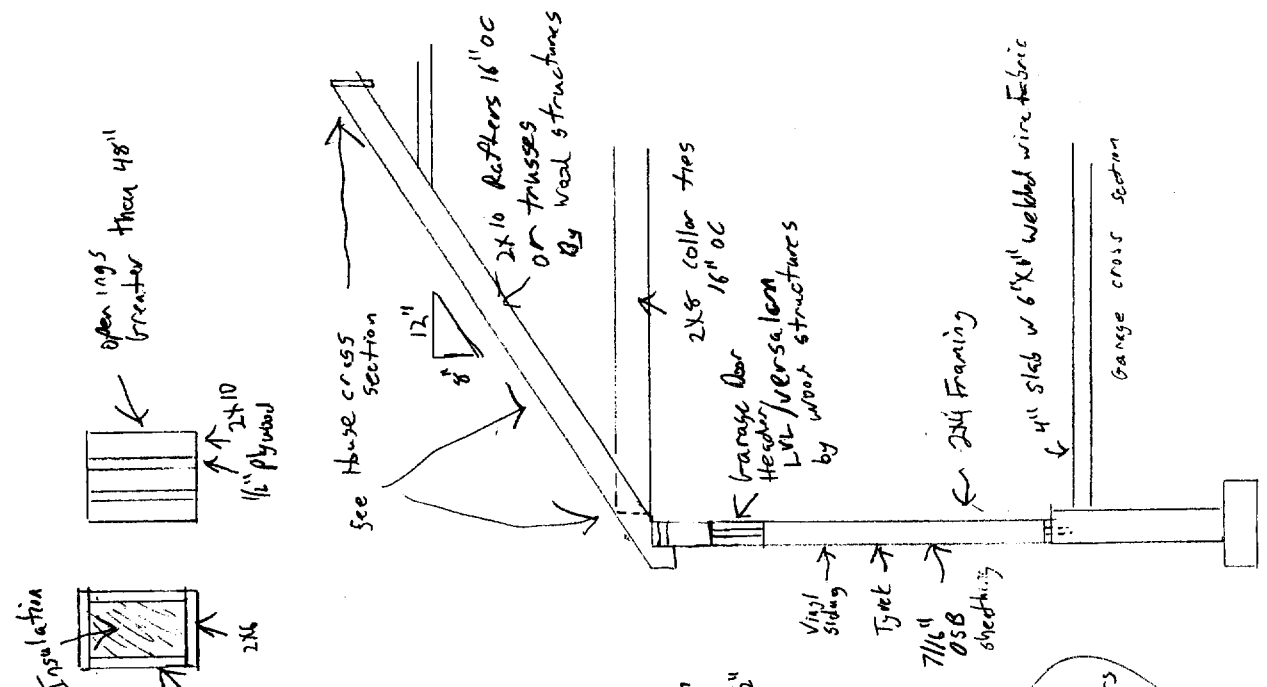 Insulation
2X6
openings
Greater then 48"
2X10
1/2" Plywood
See House cross
section
12"
8"
2X10 Rafters 16" OC
or trusses
By wood structures
2X8 collar ties
16" OC
Garage Door
Header
LVL/versalam
by wood structures
2X4 Framing
4" slab w 6"X6" welded wire Fabric
Garage cross section
Vinyl
siding
Tyvek
7/16"
OSB
sheathing